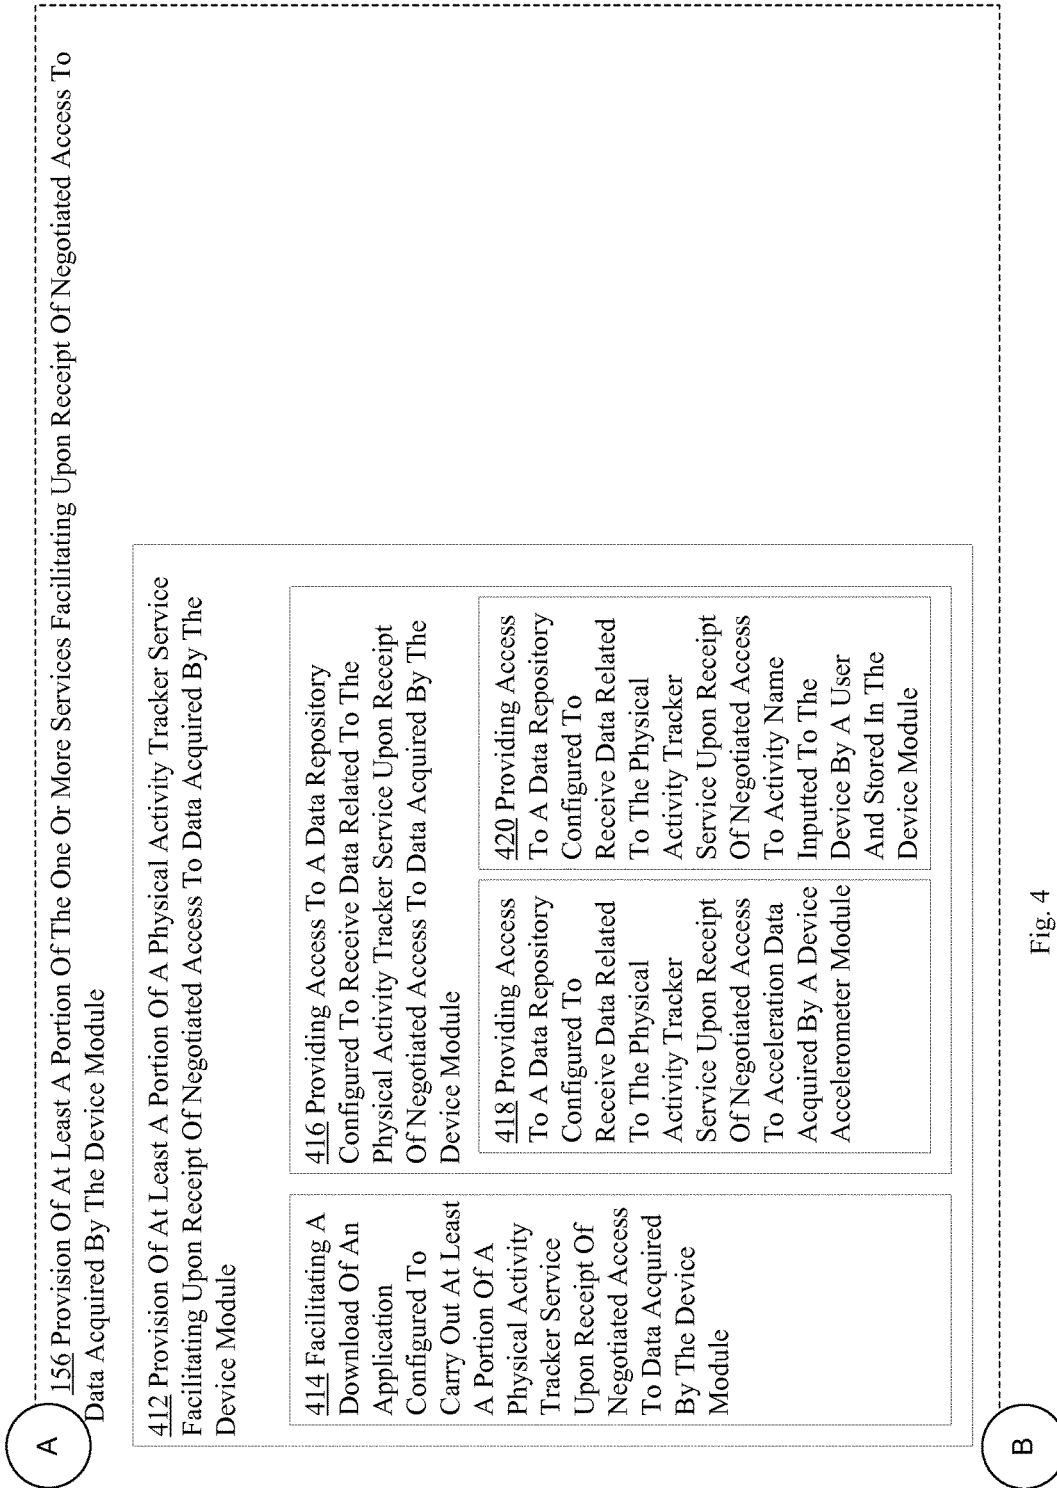 A
156 Provision Of At Least A Portion Of The One Or More Services Facilitating Upon Receipt Of Negotiated Access To
Data Acquired By The Device Module
412 Provision Of At Least A Portion Of A Physical Activity Tracker Service
Facilitating Upon Receipt Of Negotiated Access To Data Acquired By The
Device Module
414 Facilitating A
Download Of An
Application
Configured To
Carry Out At Least
A Portion Of A
Physical Activity
Tracker Service
Upon Receipt Of
Negotiated Access
To Data Acquired
By The Device
Module
416 Providing Access To A Data Repository
Configured To Receive Data Related To The
Physical Activity Tracker Service Upon Receipt
Of Negotiated Access To Data Acquired By The
Device Module
418 Providing Access
To A Data Repository
Configured To
Receive Data Related
To The Physical
Activity Tracker
Service Upon Receipt
Of Negotiated Access
To Acceleration Data
Acquired By A Device
Accelerometer Module
420 Providing Access
To A Data Repository
Configured To
Receive Data Related
To The Physical
Activity Tracker
Service Upon Receipt
Of Negotiated Access
To Activity Name
Inputted To The
Device By A User
And Stored In The
Device Module
B
Fig. 4